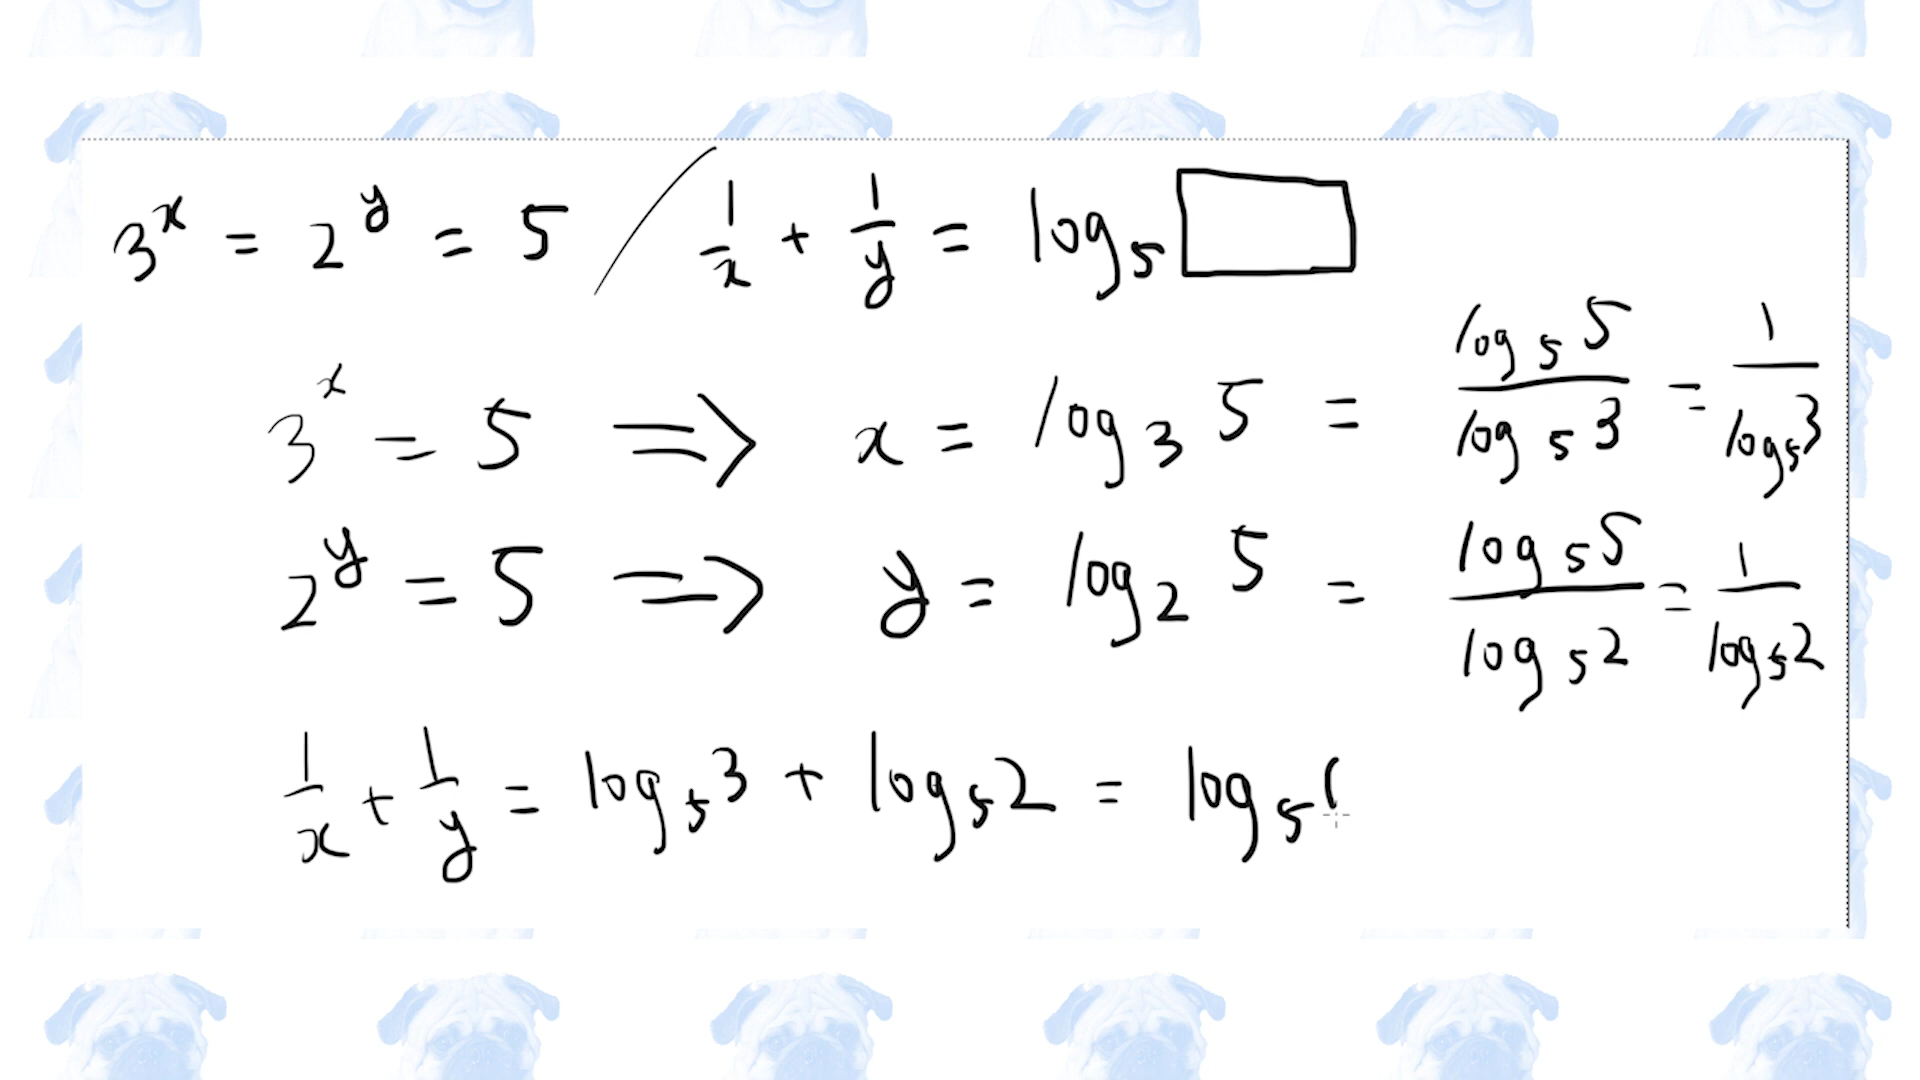 3^x = 2^y = 5 / 1/x + 1/y = log_5 □
3^x = 5 ⇒ x = log_3 5 = log_5 5 / log_5 3 = 1 / log_5 3
2^y = 5 ⇒ y = log_2 5 = log_5 5 / log_5 2 = 1 / log_5 2
1/x + 1/y = log_5 3 + log_5 2 = log_5